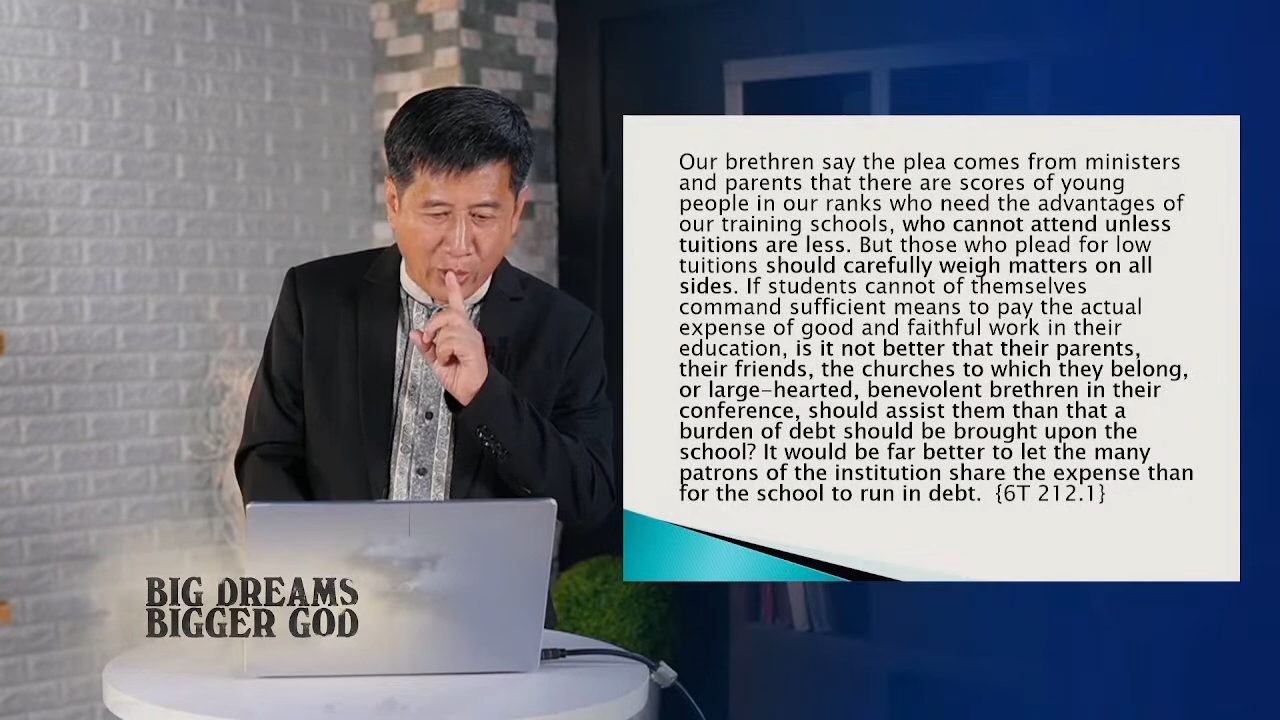 Our brethren say the plea comes from ministers
and parents that there are scores of young
people in our ranks who need the advantages of
our training schools, who cannot attend unless
tuitions are less. But those who plead for low
tuitions should carefully weigh matters on all
sides. If students cannot of themselves
command sufficient means to pay the actual
expense of good and faithful work in their
education, is it not better that their parents,
their friends, the churches to which they belong,
or large-hearted, benevolent brethren in their
conference, should assist them than that a
burden of debt should be brought upon the
school? It would be far better to let the many
patrons of the institution share the expense than
for the school to run in debt. {6T 212.1}
BIG DREAMS
BIGGER GOD